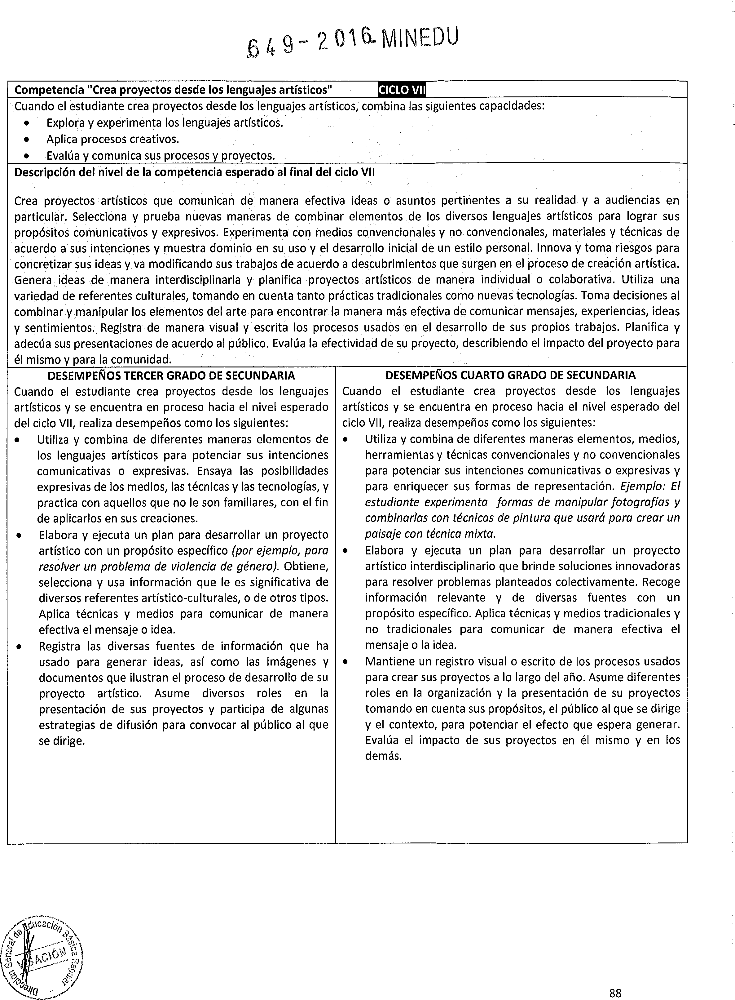 649-2016-MINEDU
Competencia "Crea proyectos desde los lenguajes artísticos" CICLO VII
Cuando el estudiante crea proyectos desde los lenguajes artísticos, combina las siguientes capacidades:
• Explora y experimenta los lenguajes artísticos.
• Aplica procesos creativos.
• Evalúa y comunica sus procesos y proyectos.
Descripción del nivel de la competencia esperado al final del ciclo VII
Crea proyectos artísticos que comunican de manera efectiva ideas o asuntos pertinentes a su realidad y a audiencias en
particular. Selecciona y prueba nuevas maneras de combinar elementos de los diversos lenguajes artísticos para lograr sus
propósitos comunicativos y expresivos. Experimenta con medios convencionales y no convencionales, materiales y técnicas de
acuerdo a sus intenciones y muestra dominio en su uso y el desarrollo inicial de un estilo personal. Innova y toma riesgos para
concretizar sus ideas y va modificando sus trabajos de acuerdo a descubrimientos que surgen en el proceso de creación artística.
Genera ideas de manera interdisciplinaria y planifica proyectos artísticos de manera individual o colaborativa. Utiliza una
variedad de referentes culturales, tomando en cuenta tanto prácticas tradicionales como nuevas tecnologías. Toma decisiones al
combinar y manipular los elementos del arte para encontrar la manera más efectiva de comunicar mensajes, experiencias, ideas
y sentimientos. Registra de manera visual y escrita los procesos usados en el desarrollo de sus propios trabajos. Planifica y
adecúa sus presentaciones de acuerdo al público. Evalúa la efectividad de su proyecto, describiendo el impacto del proyecto para
él mismo y para la comunidad.
DESEMPEÑOS TERCER GRADO DE SECUNDARIA
Cuando el estudiante crea proyectos desde los lenguajes
artísticos y se encuentra en proceso hacia el nivel esperado
del ciclo VII, realiza desempeños como los siguientes:
• Utiliza y combina de diferentes maneras elementos de
los lenguajes artísticos para potenciar sus intenciones
comunicativas o expresivas. Ensaya las posibilidades
expresivas de los medios, las técnicas y las tecnologías, y
practica con aquellos que no le son familiares, con el fin
de aplicarlos en sus creaciones.
• Elabora y ejecuta un plan para desarrollar un proyecto
artístico con un propósito específico (por ejemplo, para
resolver un problema de violencia de género). Obtiene,
selecciona y usa información que le es significativa de
diversos referentes artístico-culturales, o de otros tipos.
Aplica técnicas y medios para comunicar de manera
efectiva el mensaje o idea.
• Registra las diversas fuentes de información que ha
usado para generar ideas, así como las imágenes y
documentos que ilustran el proceso de desarrollo de su
proyecto artístico. Asume diversos roles en la
presentación de sus proyectos y participa de algunas
estrategias de difusión para convocar al público al que
se dirige.
DESEMPEÑOS CUARTO GRADO DE SECUNDARIA
Cuando el estudiante crea proyectos desde los lenguajes
artísticos y se encuentra en proceso hacia el nivel esperado del
ciclo VII, realiza desempeños como los siguientes:
• Utiliza y combina de diferentes maneras elementos, medios,
herramientas y técnicas convencionales y no convencionales
para potenciar sus intenciones comunicativas o expresivas y
para enriquecer sus formas de representación. Ejemplo: El
estudiante experimenta formas de manipular fotografías y
combinarlas con técnicas de pintura que usará para crear un
paisaje con técnica mixta.
• Elabora y ejecuta un plan para desarrollar un proyecto
artístico interdisciplinario que brinde soluciones innovadoras
para resolver problemas planteados colectivamente. Recoge
información relevante y de diversas fuentes con un
propósito específico. Aplica técnicas y medios tradicionales y
no tradicionales para comunicar de manera efectiva el
mensaje o la idea.
• Mantiene un registro visual o escrito de los procesos usados
para crear sus proyectos a lo largo del año. Asume diferentes
roles en la organización y la presentación de su proyectos
tomando en cuenta sus propósitos, el público al que se dirige
y el contexto, para potenciar el efecto que espera generar.
Evalúa el impacto de sus proyectos en él mismo y en los
demás.
Dirección General de Educación Básica Regular
VISACIÓN
88